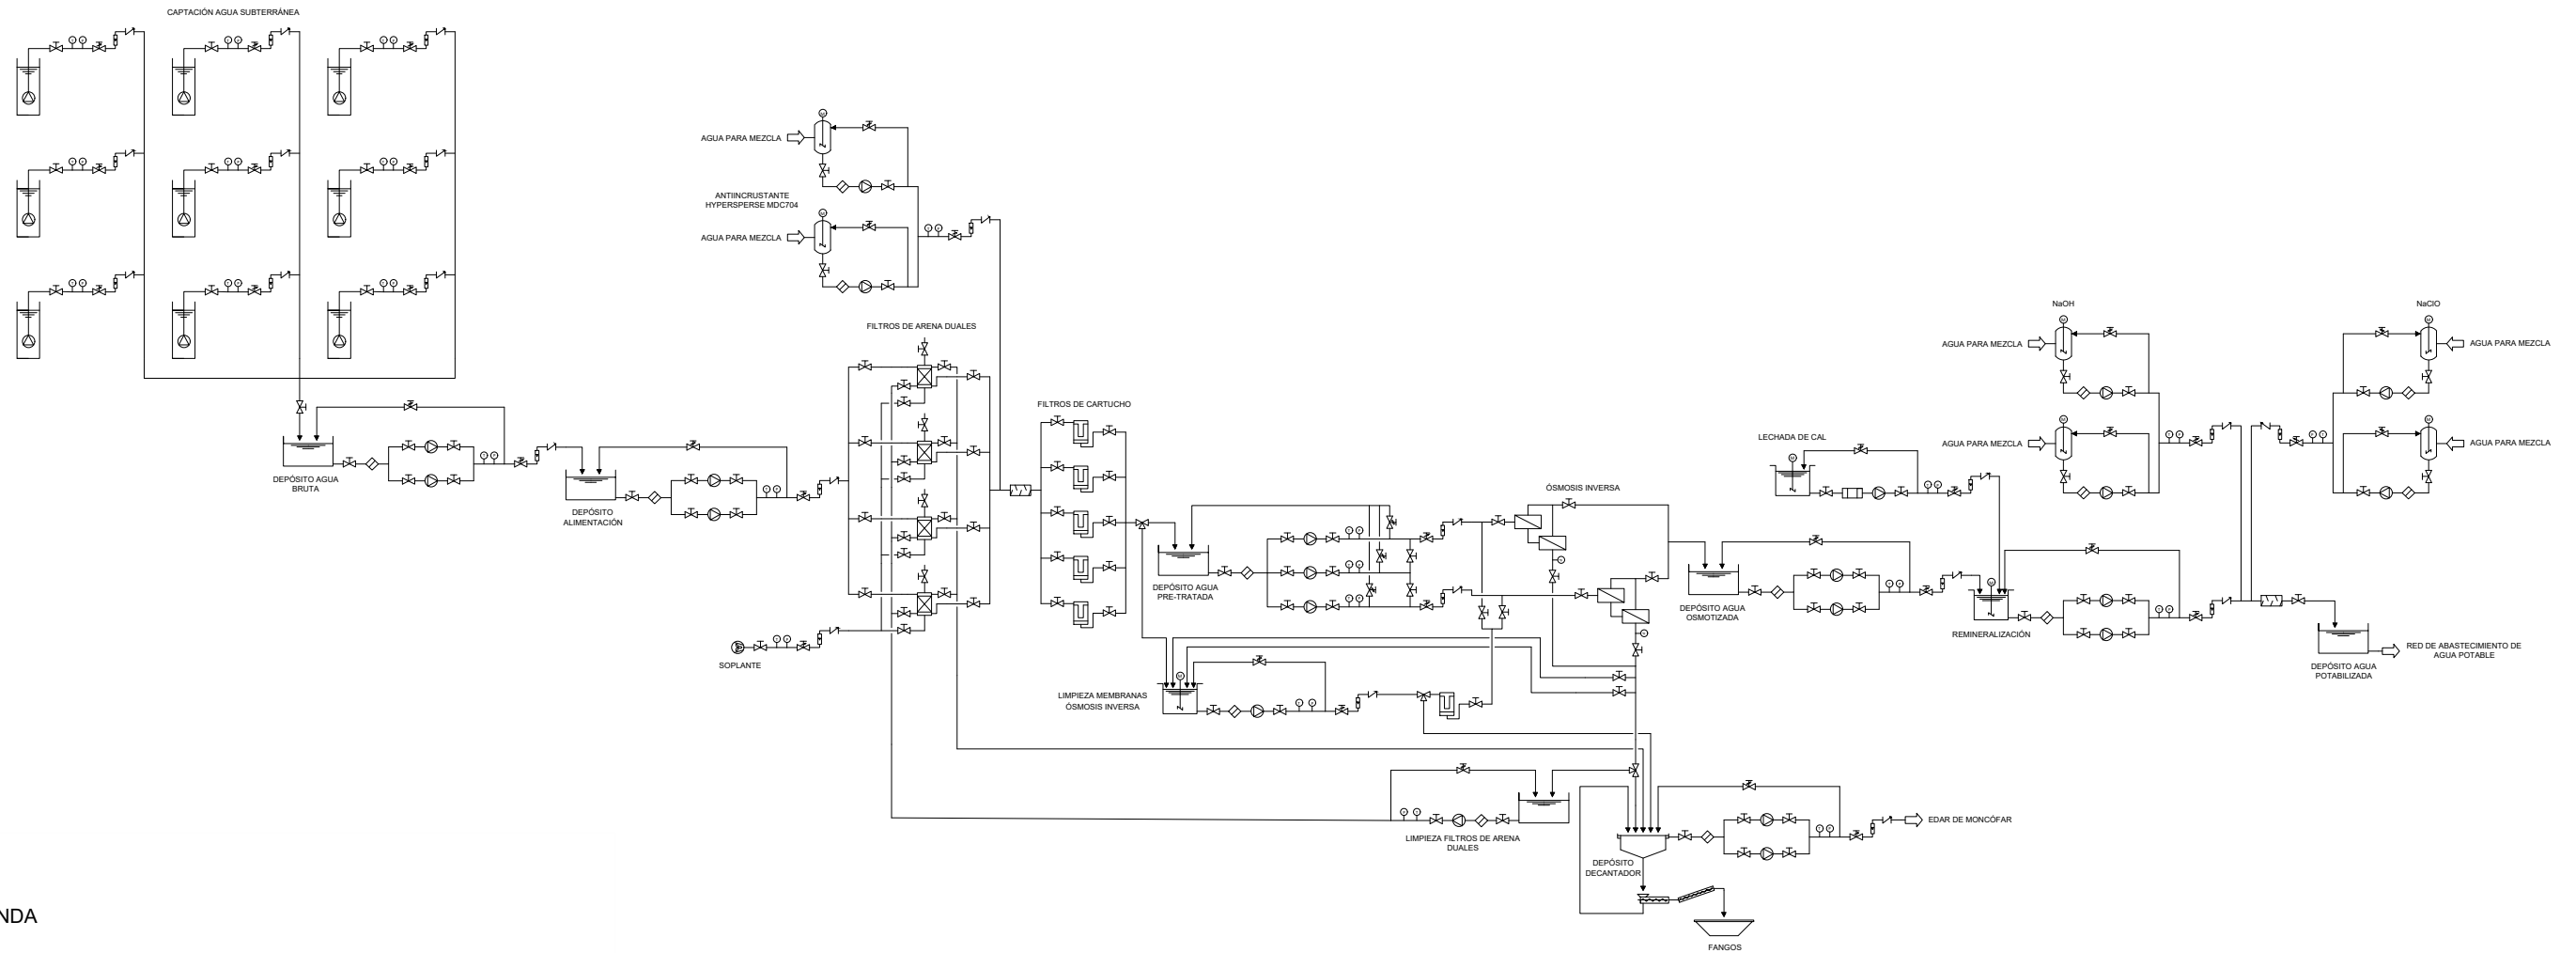 CAPTACIÓN AGUA SUBTERRÁNEA
AGUA PARA MEZCLA
ANTIINCRUSTANTE
HYPERSPERSE MDC704
AGUA PARA MEZCLA
FILTROS DE ARENA DUALES
NaOH
NaClO
AGUA PARA MEZCLA
AGUA PARA MEZCLA
FILTROS DE CARTUCHO
LECHADA DE CAL
AGUA PARA MEZCLA
AGUA PARA MEZCLA
DEPÓSITO AGUA
BRUTA
ÓSMOSIS INVERSA
DEPÓSITO
ALIMENTACIÓN
DEPÓSITO AGUA
PRE-TRATADA
DEPÓSITO AGUA
OSMOTIZADA
REMINERALIZACIÓN
RED DE ABASTECIMIENTO DE
AGUA POTABLE
SOPLANTE
DEPÓSITO AGUA
POTABILIZADA
LIMPIEZA MEMBRANAS
ÓSMOSIS INVERSA
EDAR DE MONCÓFAR
LIMPIEZA FILTROS DE ARENA
DUALES
DEPÓSITO
DECANTADOR
NDA
FANGOS